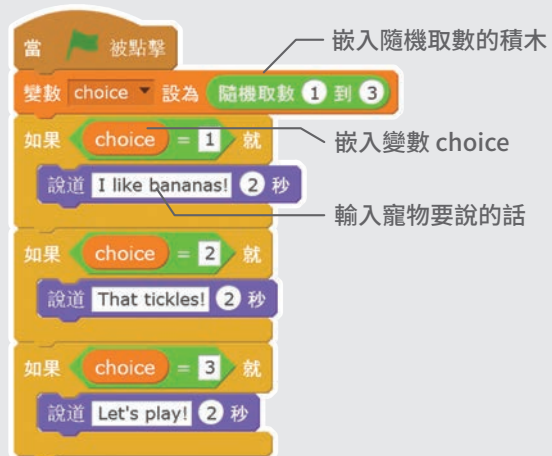 當 被點擊
嵌入隨機取數的積木
變數 choice 設為 隨機取數 1 到 3
如果 choice = 1 就
嵌入變數 choice
說道 I like bananas! 2 秒
輸入寵物要說的話
如果 choice = 2 就
說道 That tickles! 2 秒
如果 choice = 3 就
說道 Let's play! 2 秒